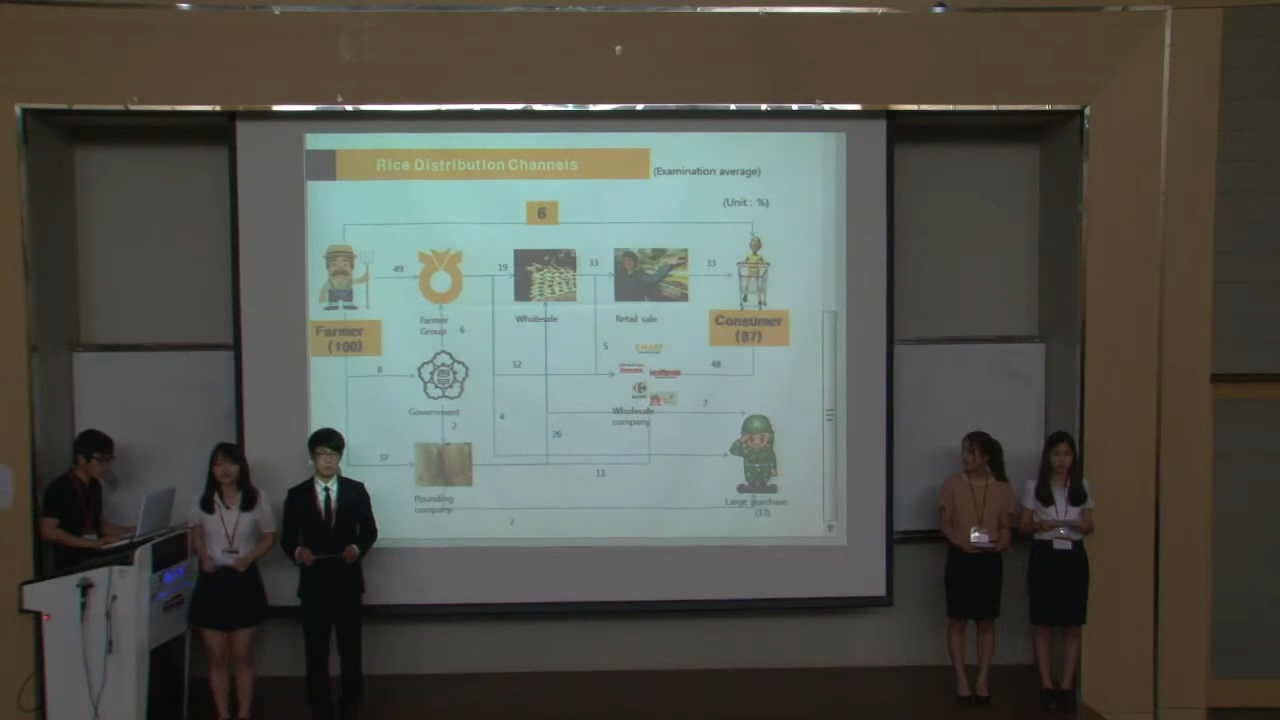 Rice Distribution Channels
(Examination average)
(Unit : %)
6
49
19
33
33
Farmer
(100)
Farmer
Group
6
Wholesale
Retail sale
Consumer
(87)
8
32
5
48
Government
2
4
26
Wholesale
company
7
37
11
Pounding
company
2
Large purchase
(13)